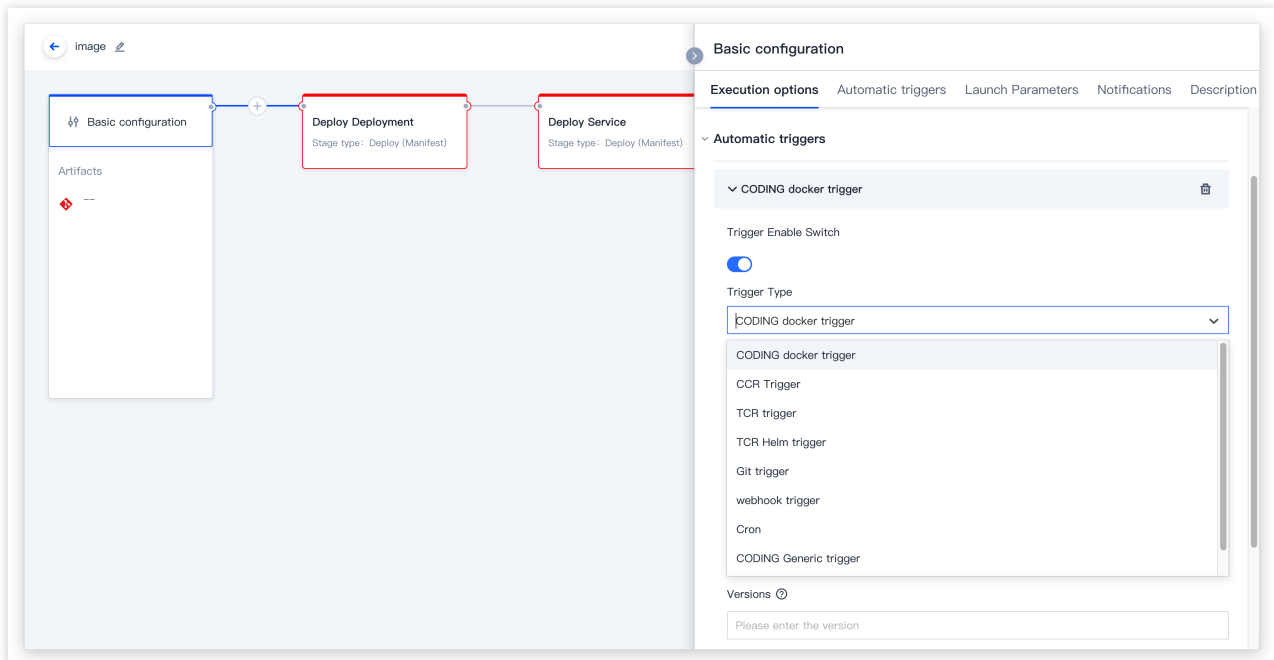 image
Basic configuration
Artifacts
--
Deploy Deployment
Stage type: Deploy (Manifest)
Deploy Service
Stage type: Deploy (Manifest)
Basic configuration
Execution options Automatic triggers Launch Parameters Notifications Description
Automatic triggers
CODING docker trigger
Trigger Enable Switch
Trigger Type
CODING docker trigger
CODING docker trigger
CCR Trigger
TCR trigger
TCR Helm trigger
Git trigger
webhook trigger
Cron
CODING Generic trigger
Versions
Please enter the version